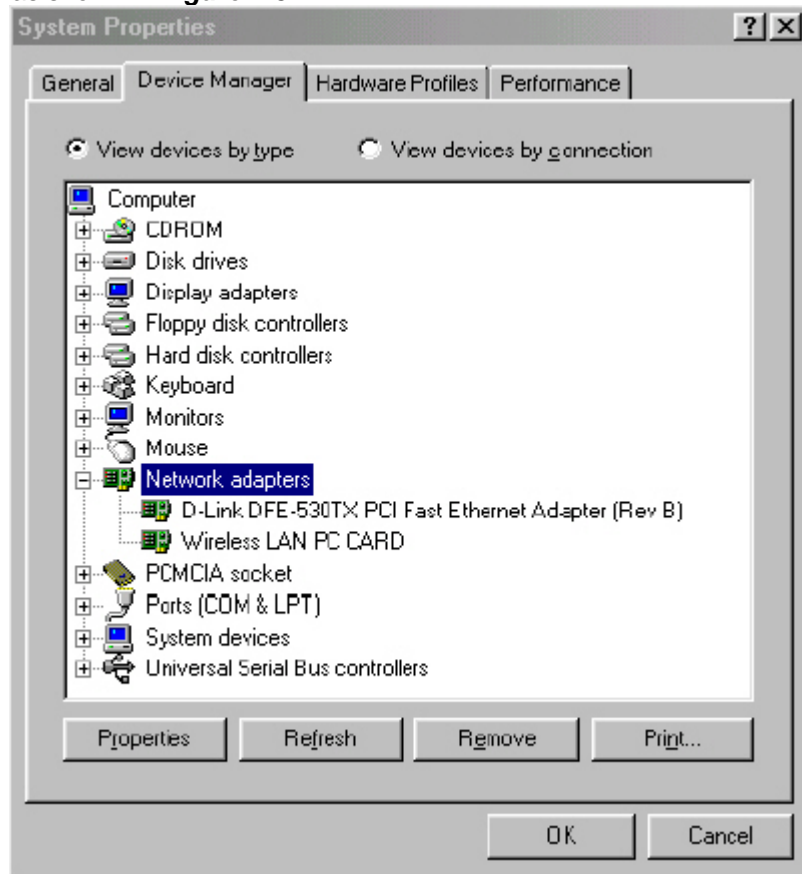 System Properties
General Device Manager Hardware Profiles Performance
View devices by type View devices by connection
Computer
CDROM
Disk drives
Display adapters
Floppy disk controllers
Hard disk controllers
Keyboard
Monitors
Mouse
Network adapters
D-Link DFE-530TX PCI Fast Ethernet Adapter (Rev B)
Wireless LAN PC CARD
PCMCIA socket
Ports (COM & LPT)
System devices
Universal Serial Bus controllers
Properties Refresh Remove Print...
OK Cancel